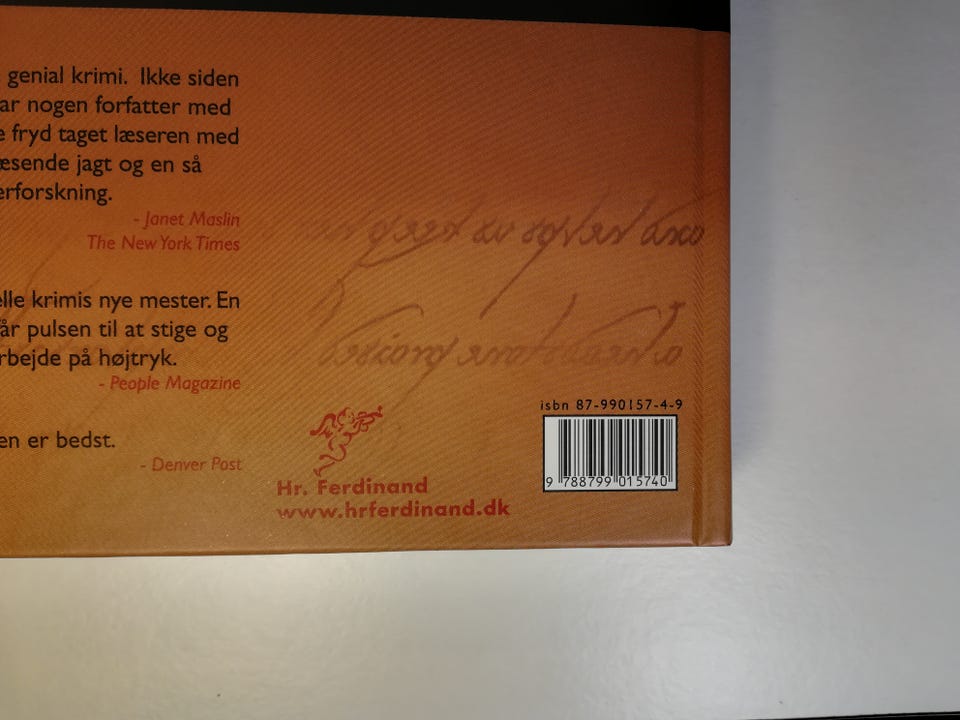 genial krimi. Ikke siden
ar nogen forfatter med
e fryd taget læseren med
æsende jagt og en så
erforskning.
- Janet Maslin
The New York Times
elle krimis nye mester. En
får pulsen til at stige og
rbejde på højtryk.
- People Magazine
en er bedst.
- Denver Post
Hr. Ferdinand
www.hrferdinand.dk
isbn 87-990157-4-9
9 788799 015740